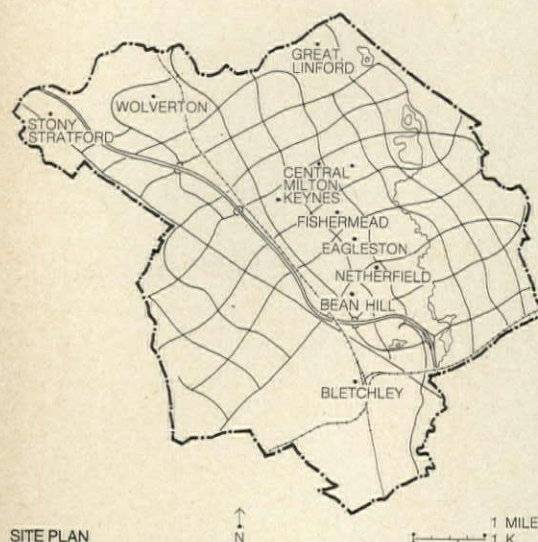 GREAT
LINFORD
WOLVERTON
STONY
STRATFORD
CENTRAL
MILTON
KEYNES
FISHERMEAD
EAGLESTON
NETHERFIELD
BEAN HILL
BLETCHLEY
SITE PLAN
N
1 MILE
1 K